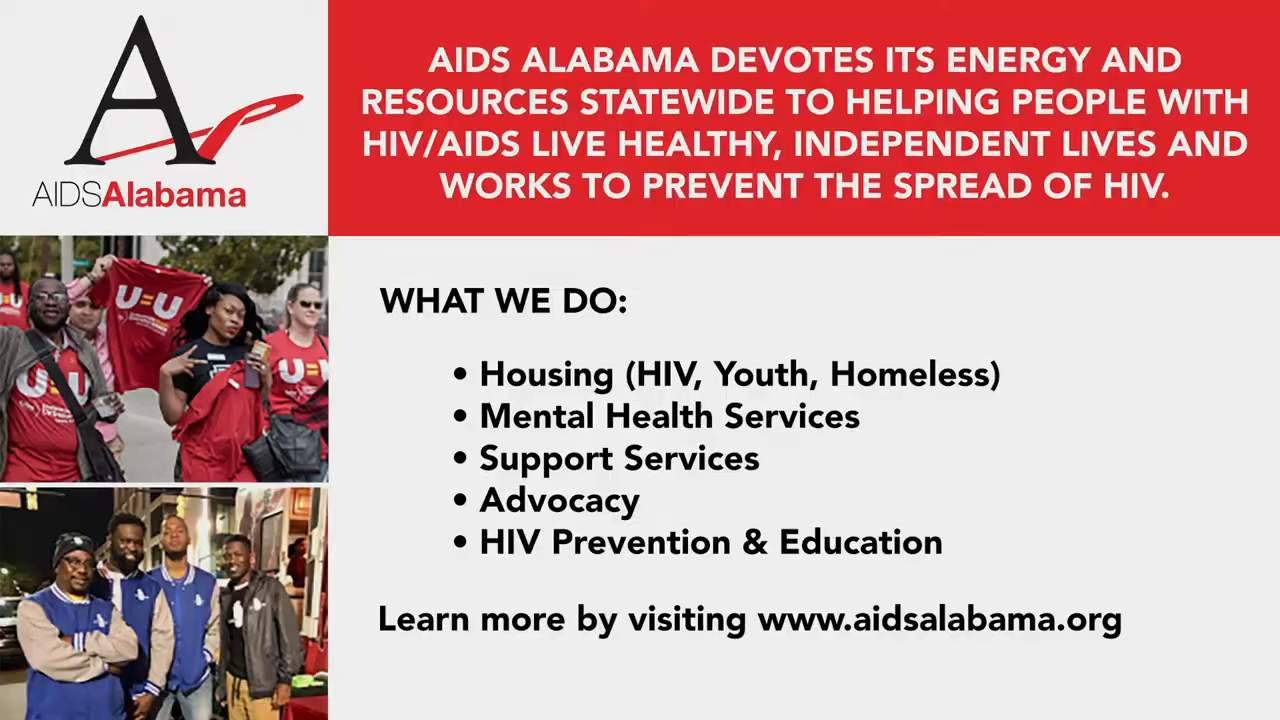 A
AIDSAlabama
AIDS ALABAMA DEVOTES ITS ENERGY AND
RESOURCES STATEWIDE TO HELPING PEOPLE WITH
HIV/AIDS LIVE HEALTHY, INDEPENDENT LIVES AND
WORKS TO PREVENT THE SPREAD OF HIV.
U=U
U=U
U=U
WHAT WE DO:
• Housing (HIV, Youth, Homeless)
• Mental Health Services
• Support Services
• Advocacy
• HIV Prevention & Education
Learn more by visiting www.aidsalabama.org